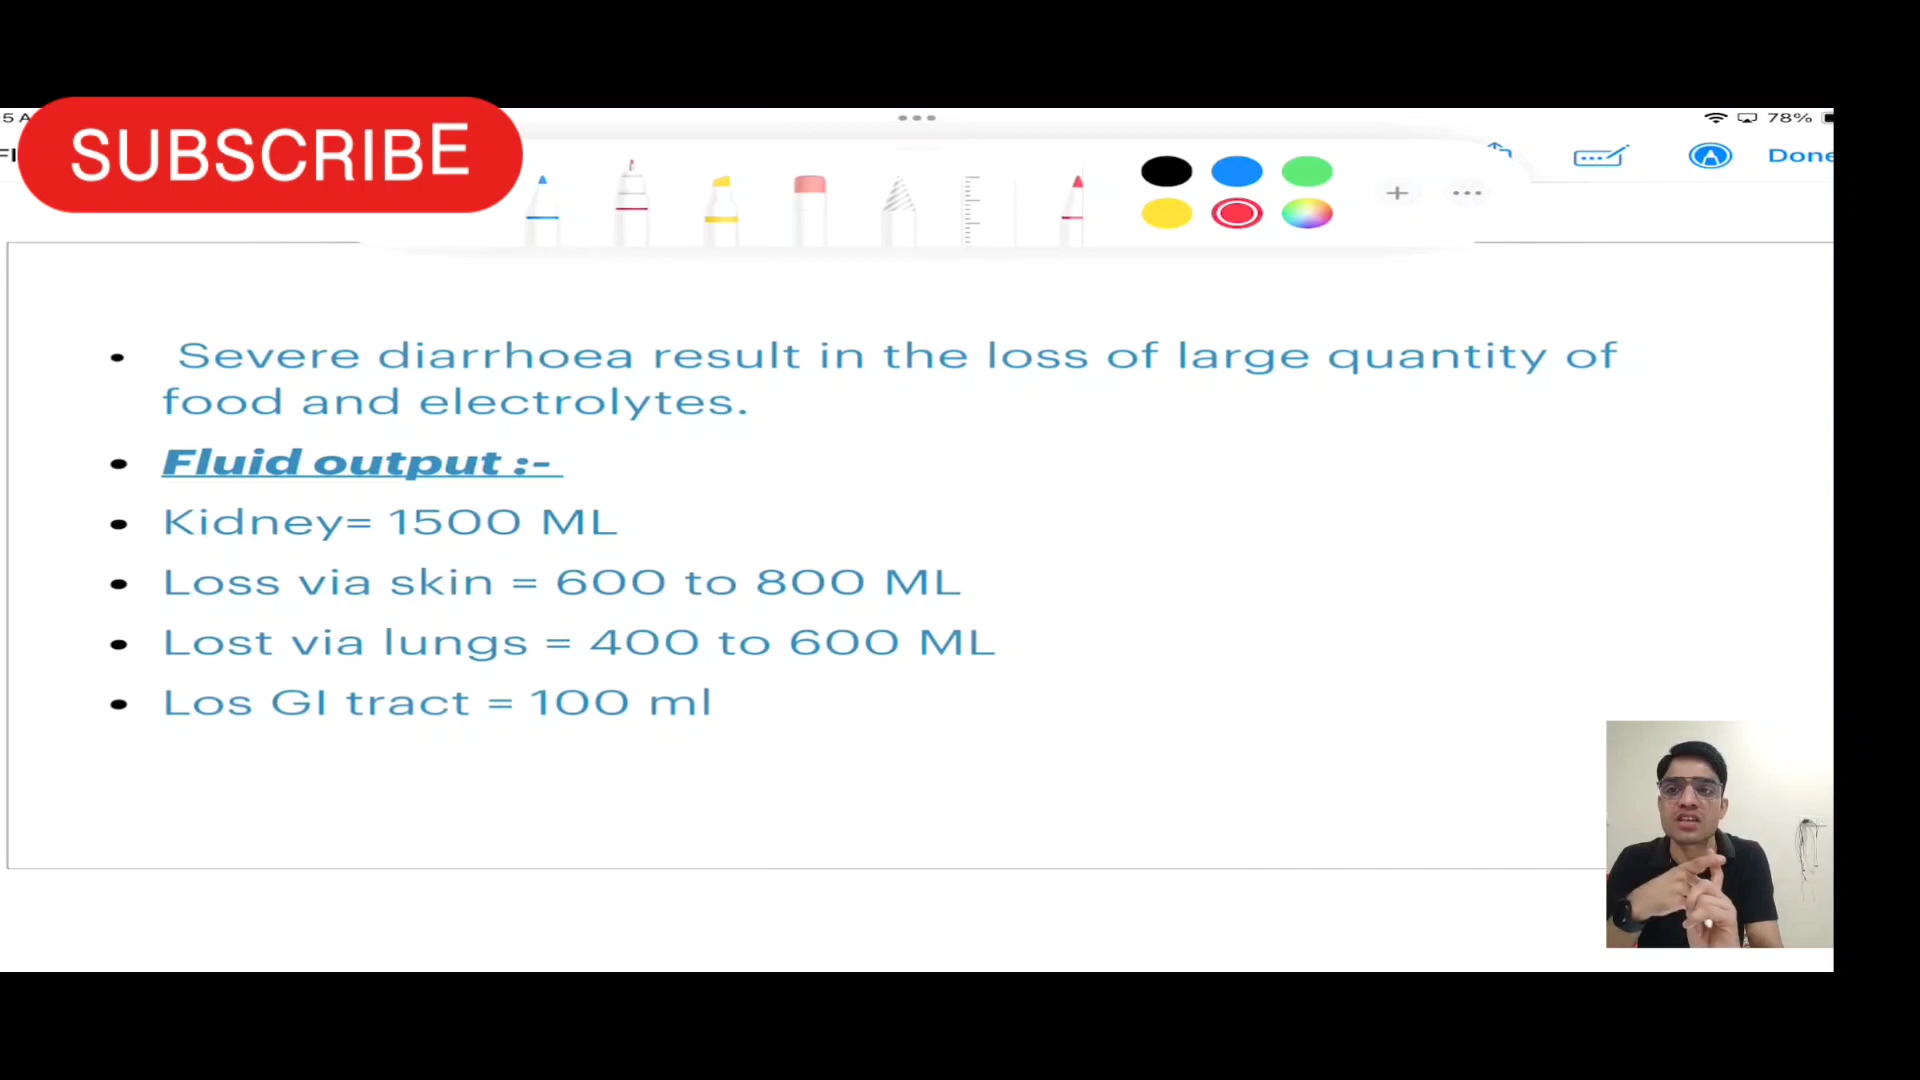 5 A
SUBSCRIBE
78%
Done
Severe diarrhoea result in the loss of large quantity of
food and electrolytes.
Fluid output :-
Kidney= 1500 ML
Loss via skin = 600 to 800 ML
Lost via lungs = 400 to 600 ML
Los GI tract = 100 ml